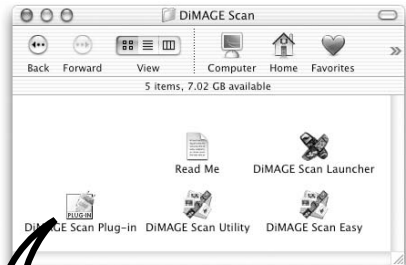 DiMAGE Scan
Back Forward View Computer Home Favorites
5 items, 7.02 GB available
Read Me DiMAGE Scan Launcher
PLUG-IN
DiMAGE Scan Plug-in DiMAGE Scan Utility DiMAGE Scan Easy